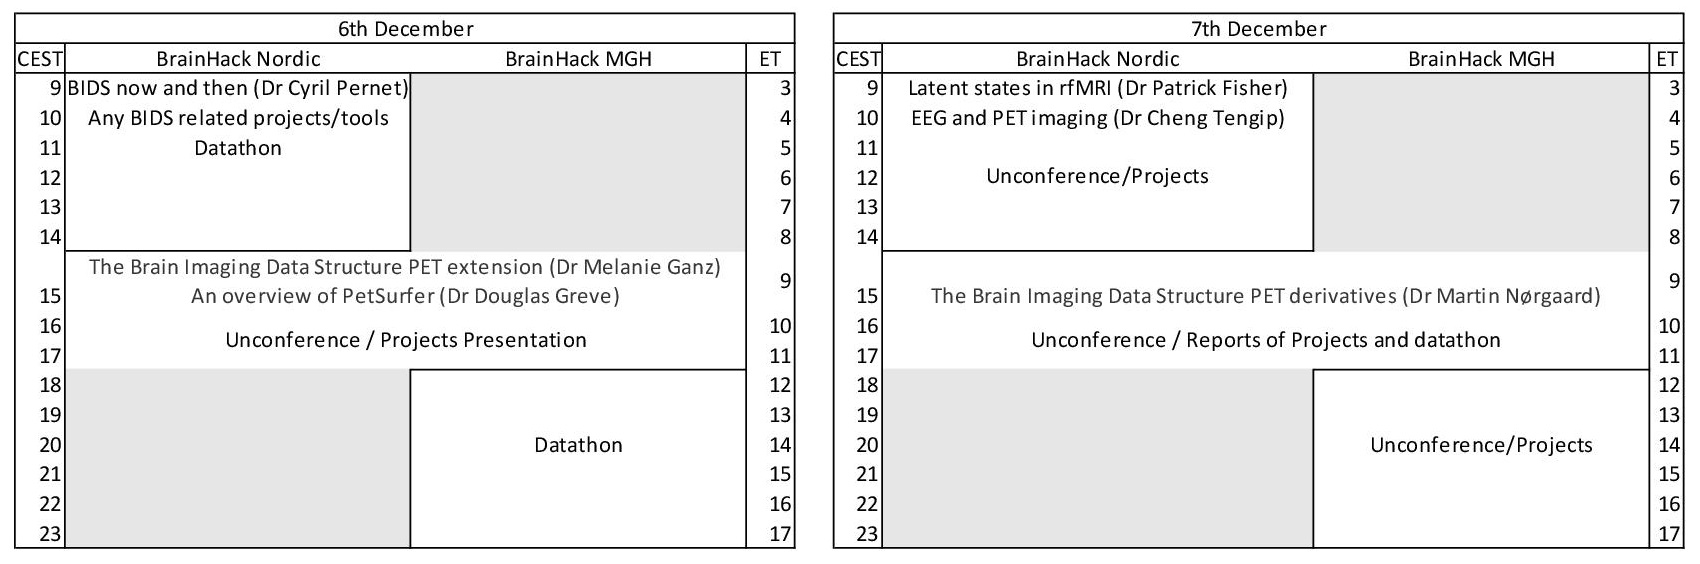 6th December
CEST BrainHack Nordic BrainHack MGH ET
9 BIDS now and then (Dr Cyril Pernet) 3
10 Any BIDS related projects/tools 4
11 Datathon 5
12 6
13 7
14 8
The Brain Imaging Data Structure PET extension (Dr Melanie Ganz)
9
15 An overview of PetSurfer (Dr Douglas Greve)
16 10
Unconference / Projects Presentation
17 11
18 12
19 13
20 Datathon 14
21 15
22 16
23 17
7th December
CEST BrainHack Nordic BrainHack MGH ET
9 Latent states in rfMRI (Dr Patrick Fisher) 3
10 EEG and PET imaging (Dr Cheng Tengip) 4
11 5
12 Unconference/Projects 6
13 7
14 8
9
15 The Brain Imaging Data Structure PET derivatives (Dr Martin Nørgaard)
16 10
Unconference / Reports of Projects and datathon
17 11
18 12
19 13
20 Unconference/Projects 14
21 15
22 16
23 17